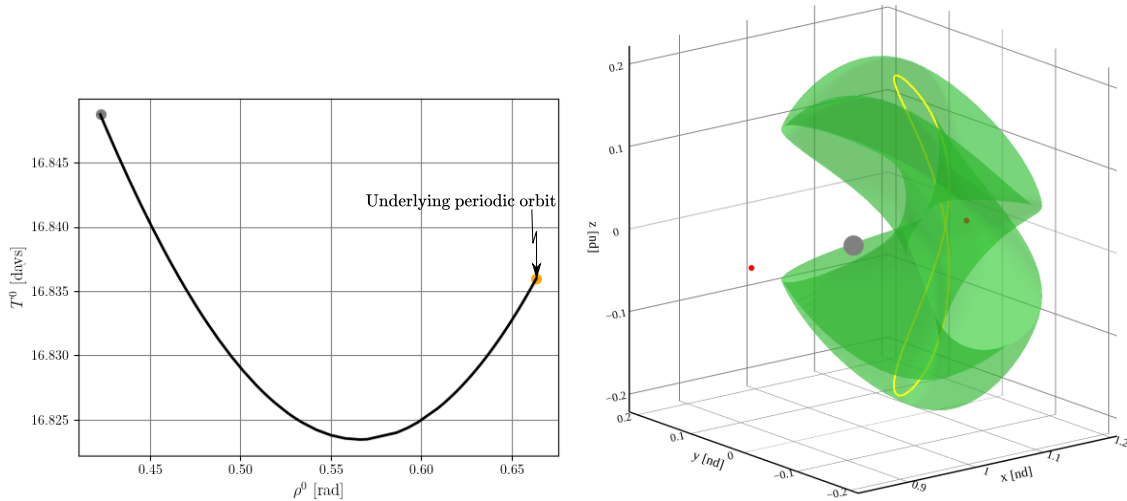 16.845
16.840
16.835
16.830
16.825
0.45 0.50 0.55 0.60 0.65
ρ⁰ [rad]
T⁰ [days]
Underlying periodic orbit
0.2
0.1
0
−0.1
−0.2
z [nd]
0.2
0.1
0
−0.1
−0.2
y [nd]
0.9
1
1.1
1.2
x [nd]